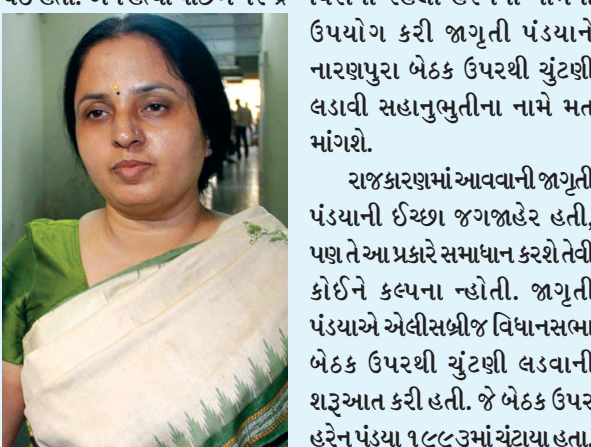 ઉપયોગ કરી જાગૃતી પંડયાને
નારણપુરા બેઠક ઉપરથી ચુંટણી
લડાવી સહાનુભુતીના નામે મત
માંગશે.
રાજકારણમાં આવવાની જાગૃતી
પંડયાની ઈચ્છા જગજાહેર હતી,
પણ તે આ પ્રકારે સમાધાન કરશે તેવી
કોઈને કલ્પના ન્હોતી. જાગૃતી
પંડયાએ એલીસબ્રીજ વિધાનસભા
બેઠક ઉપરથી ચુંટણી લડવાની
શરૂઆત કરી હતી. જે બેઠક ઉપર
હરેન પંડયા ૧૯૯૩માં ચુંટાયા હતા.